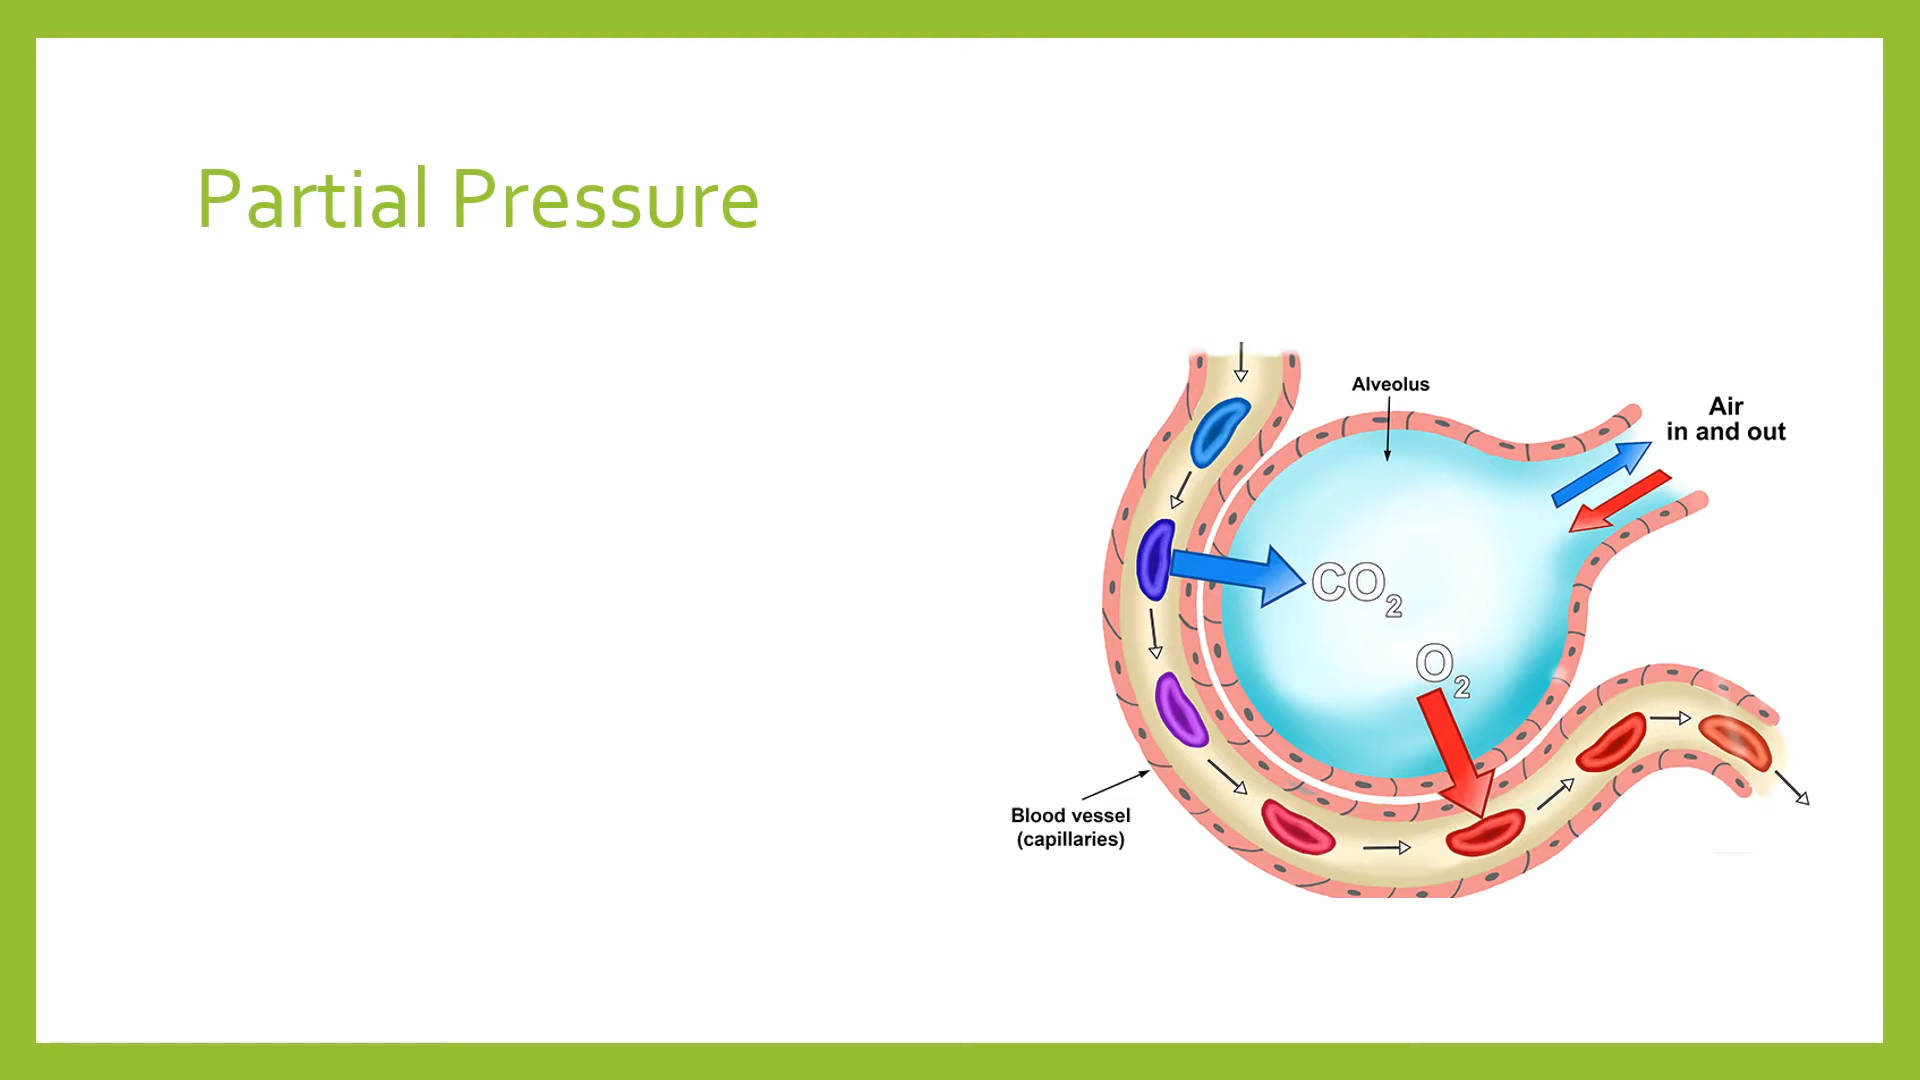 Partial Pressure
Alveolus
Air
in and out
CO₂
O₂
Blood vessel
(capillaries)